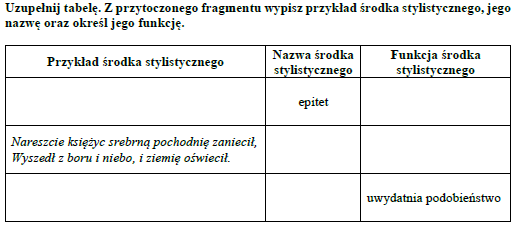 Uzupełnij tabelę. Z przytoczonego fragmentu wypisz przykład środka stylistycznego, jego
nazwę oraz określ jego funkcję.
Przykład środka stylistycznego
Nazwa środka
stylistycznego
Funkcja środka
stylistycznego
epitet
Nareszcie księżyc srebrną pochodnię zaniecił,
Wyszedł z boru i niebo, i ziemię oświecił.
uwydatnia podobieństwo